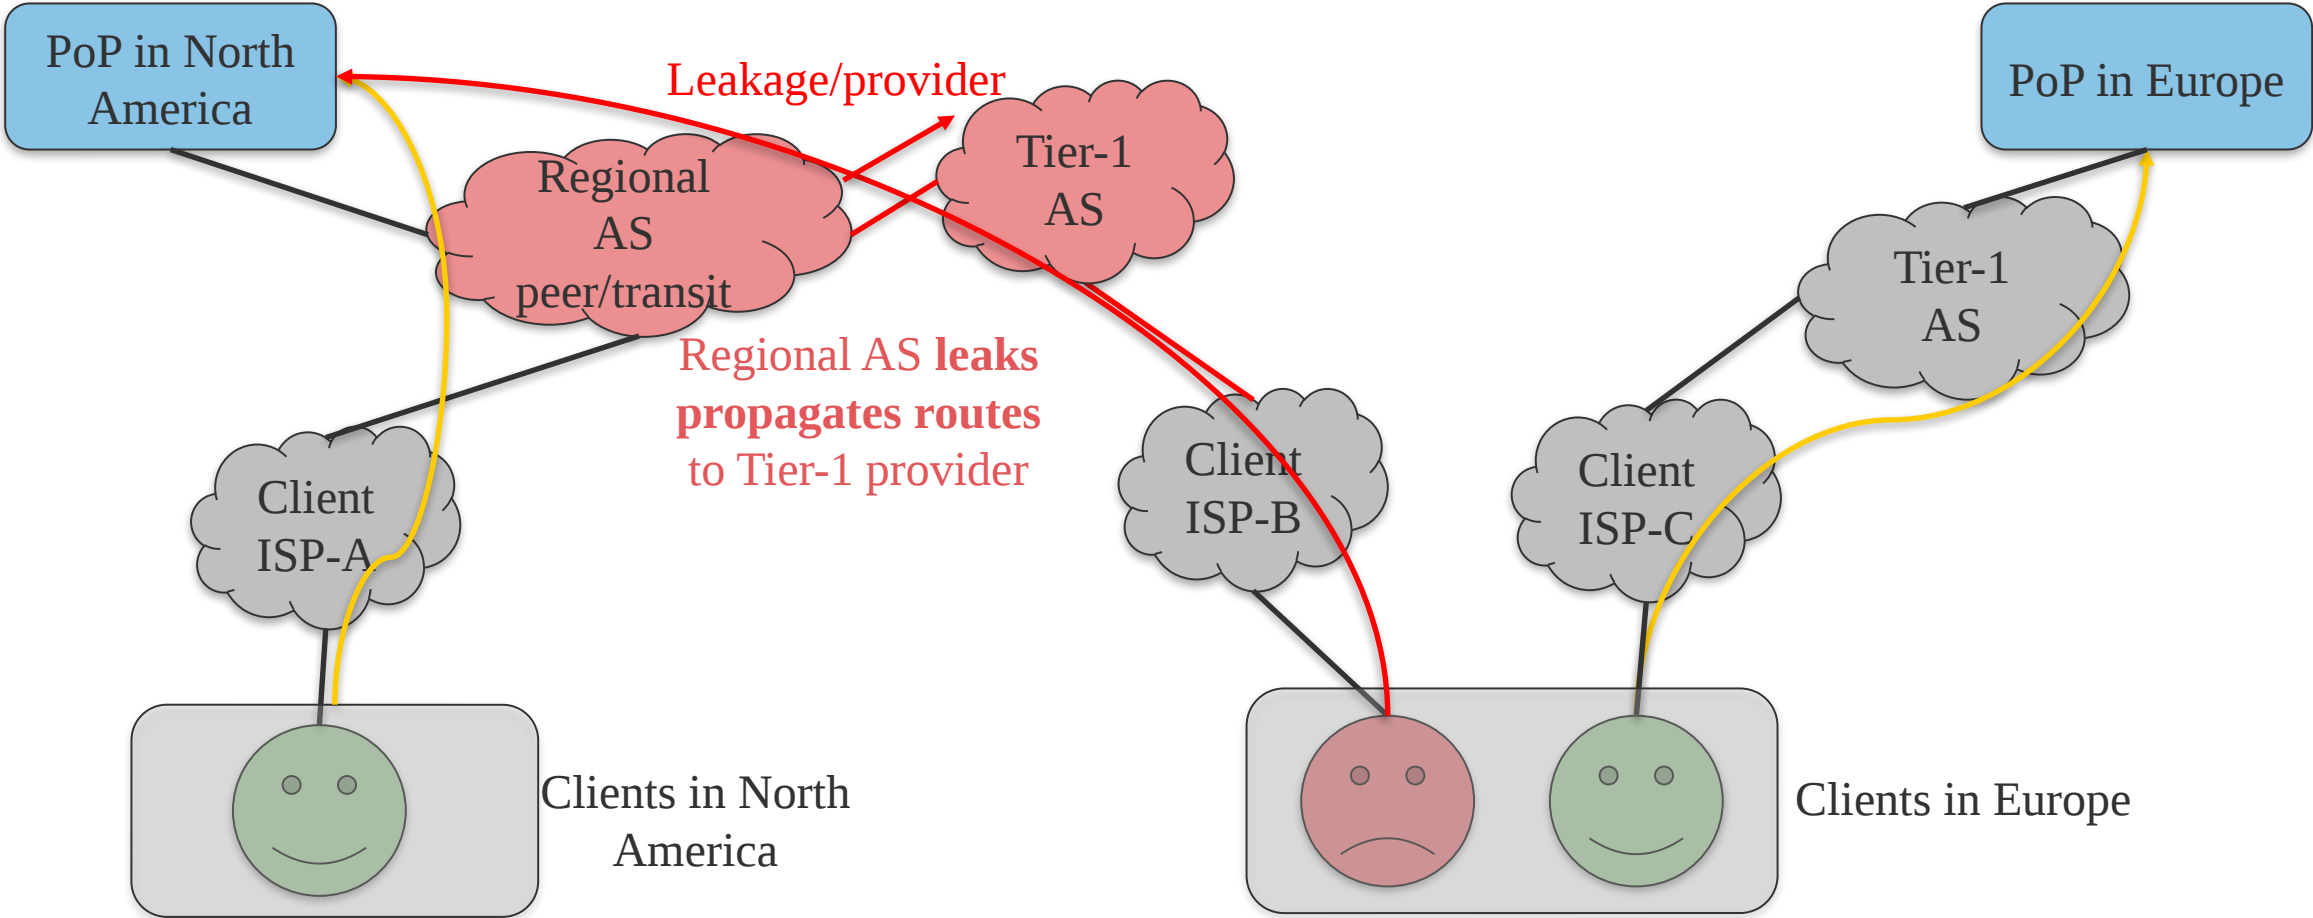 PoP in North
America
Leakage/provider
PoP in Europe
Regional
AS
peer/transit
Tier-1
AS
Tier-1
AS
Regional AS leaks
propagates routes
to Tier-1 provider
Client
ISP-A
Client
ISP-B
Client
ISP-C
Clients in North
America
Clients in Europe